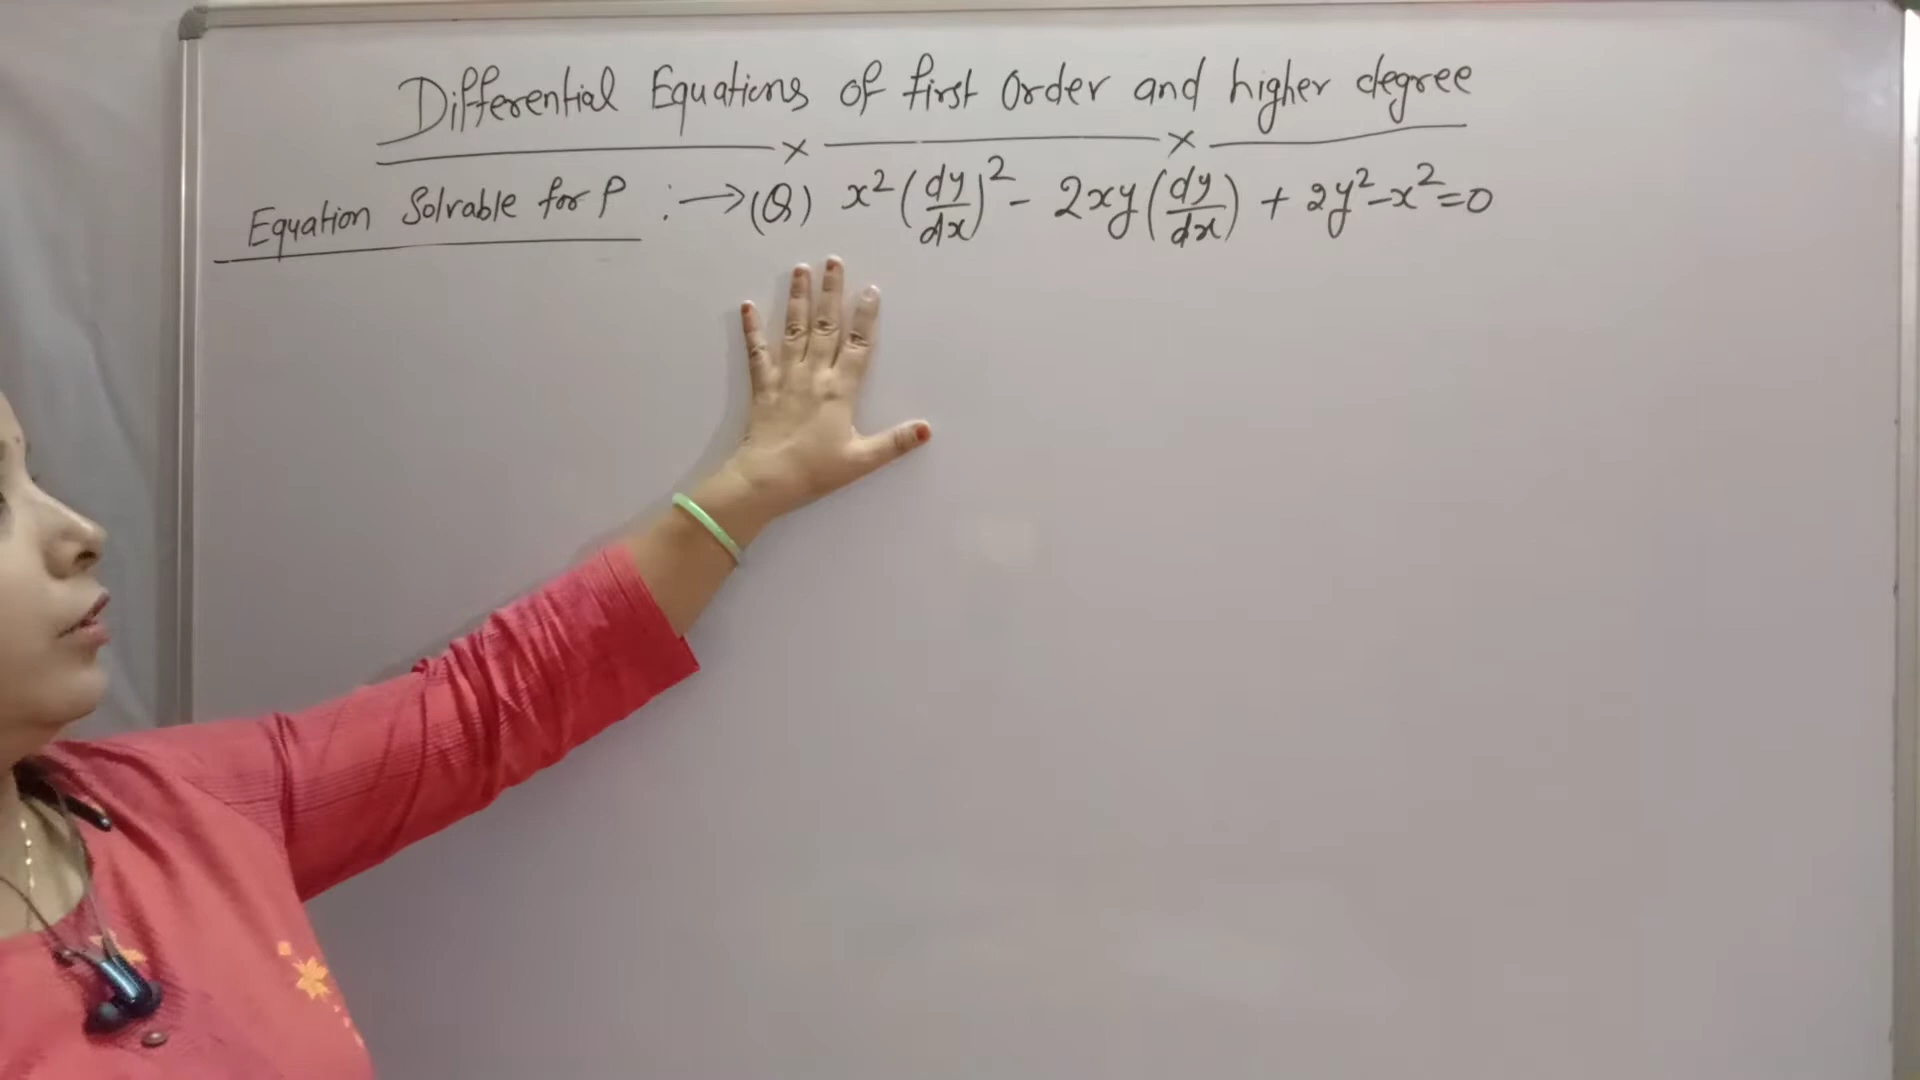 Differential Equations of first Order and higher degree
Equation Solvable for P :→ (Q) x² (dy/dx)² - 2xy (dy/dx) + 2y² - x² = 0